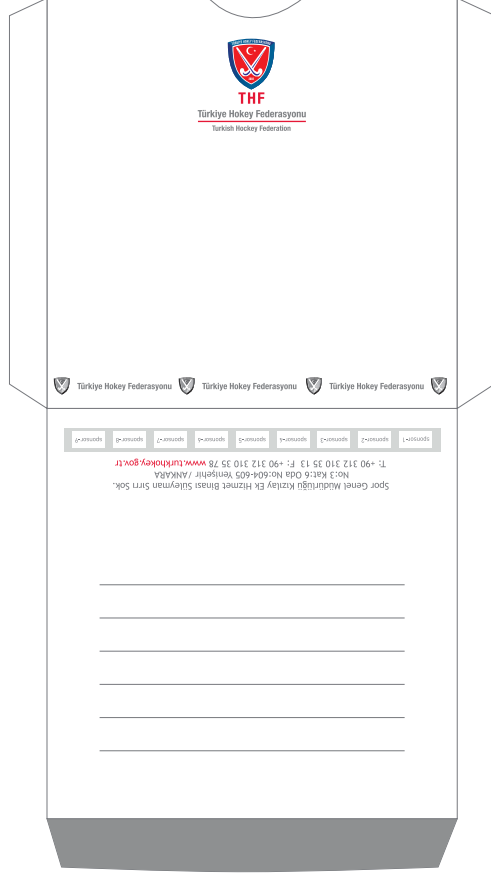 THF
Türkiye Hokey Federasyonu
Turkish Hockey Federation
Türkiye Hokey Federasyonu Türkiye Hokey Federasyonu Türkiye Hokey Federasyonu
Spor Genel Müdürlüğü Kızılay Ek Hizmet Binası Süleyman Sırrı Sok.
No:3 Kat:6 Oda No:604-605 Yenişehir / ANKARA
T: +90 312 310 35 13 F: +90 312 310 35 78 www.turkhokey.gov.tr
sponsor-1 sponsor-2 sponsor-3 sponsor-4 sponsor-5 sponsor-6 sponsor-7 sponsor-8 sponsor-9